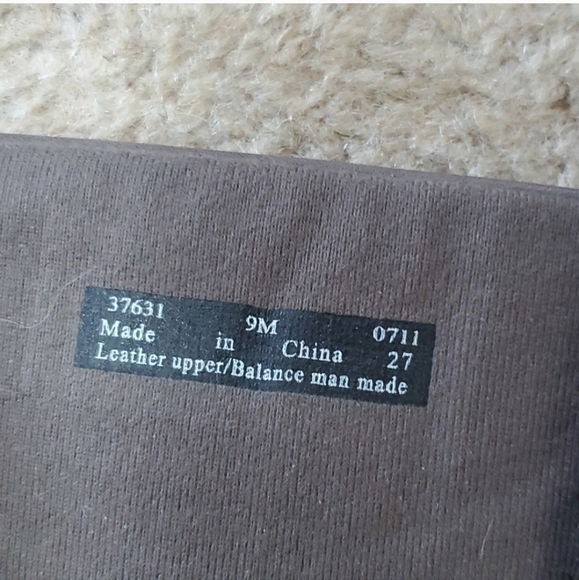 37631 9M 0711
Made in China 27
Leather upper/Balance man made